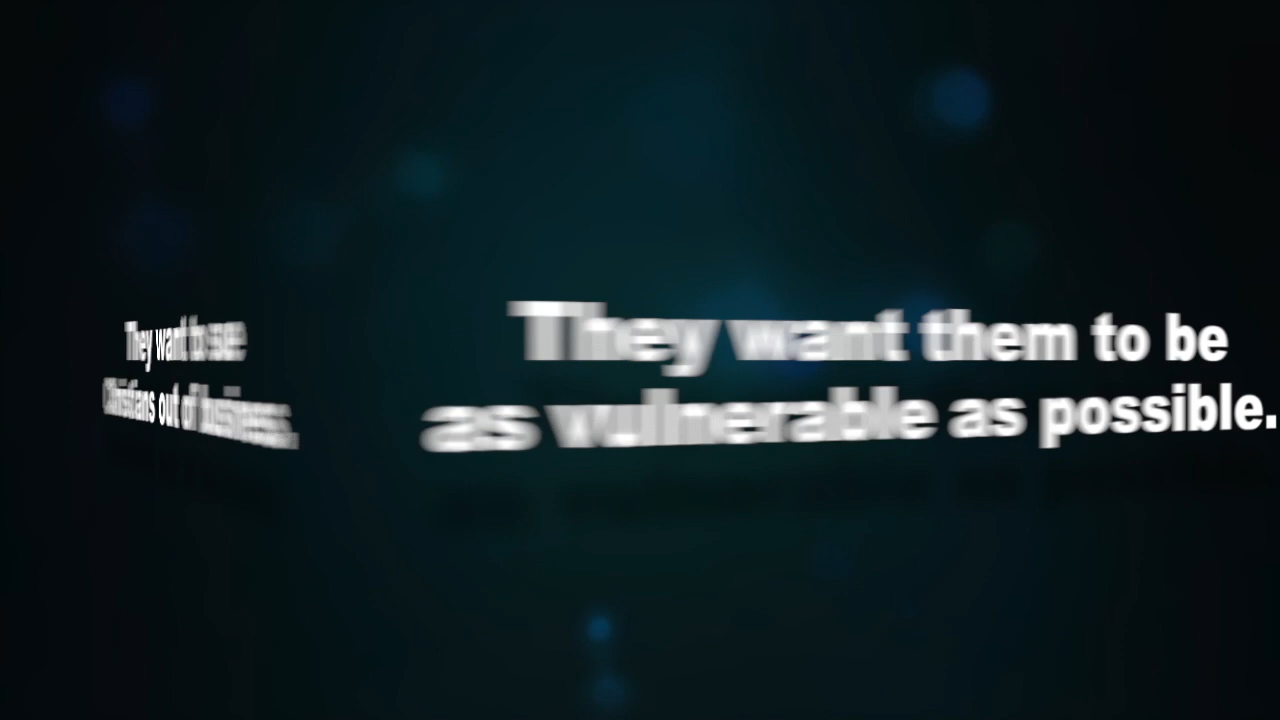 They want to see
Christians out of business.
They want them to be
as vulnerable as possible.